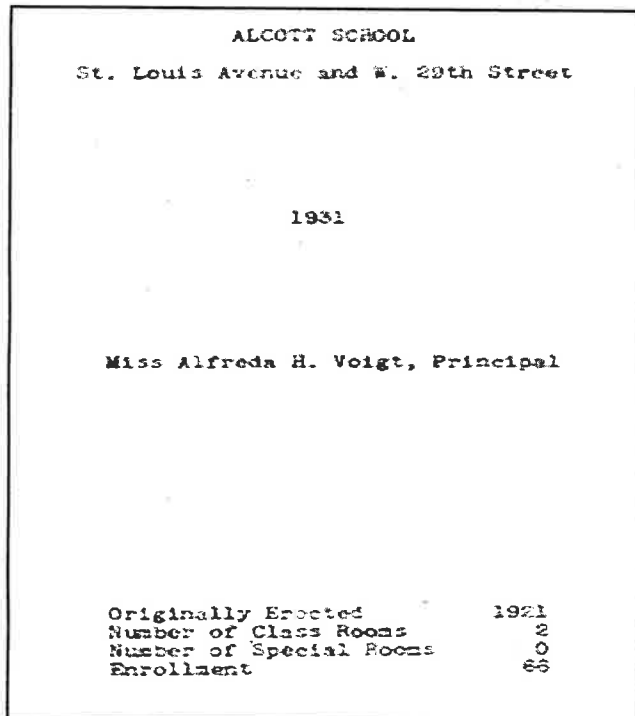 ALCOTT SCHOOL
St. Louis Avenue and W. 29th Street
1931
Miss Alfreda H. Voigt, Principal
Originally Erected 1921
Number of Class Rooms 2
Number of Special Rooms 0
Enrollment